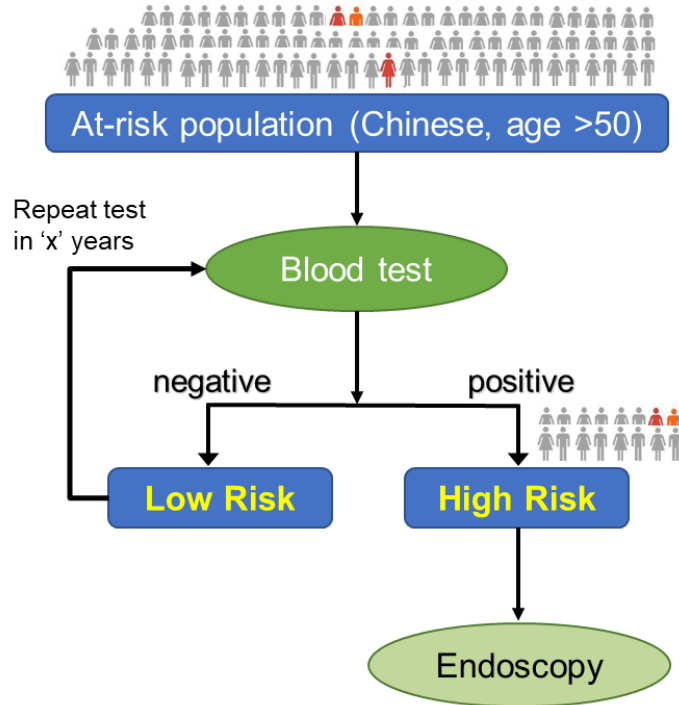 At-risk population (Chinese, age >50)
Repeat test
in ‘x’ years
Blood test
negative
positive
Low Risk
High Risk
Endoscopy